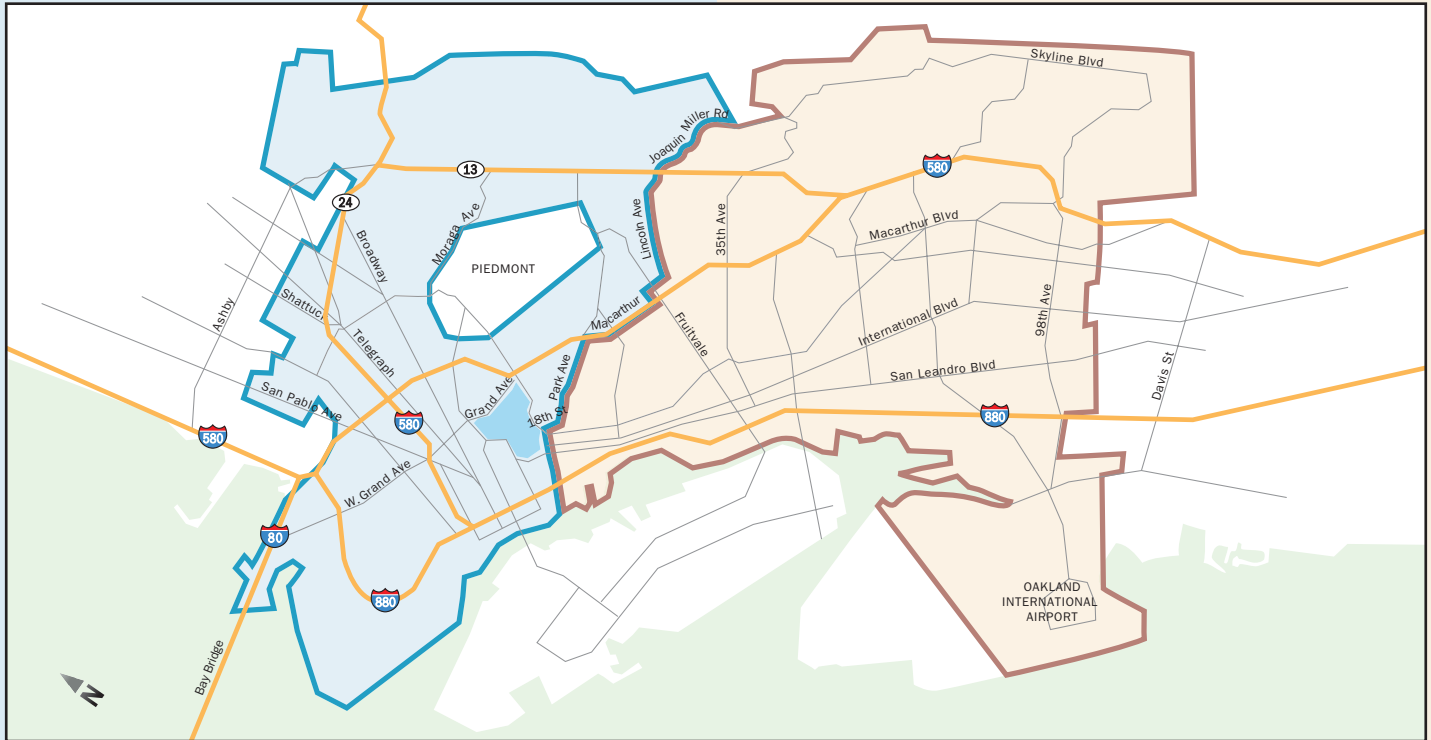 Skyline Blvd
Joaquin Miller Rd
13
580
24
Lincoln Ave
35th Ave
Moraga Ave
Macarthur Blvd
Broadway
PIEDMONT
Ashby
Shattuc
Macarthur
Fruitvale
International Blvd
98th Ave
Telegraph
Park Ave
San Leandro Blvd
Davis St
San Pablo Ave
Grand Ave
18th St
580
580
880
W. Grand Ave
80
880
OAKLAND
INTERNATIONAL
AIRPORT
Bay Bridge
N